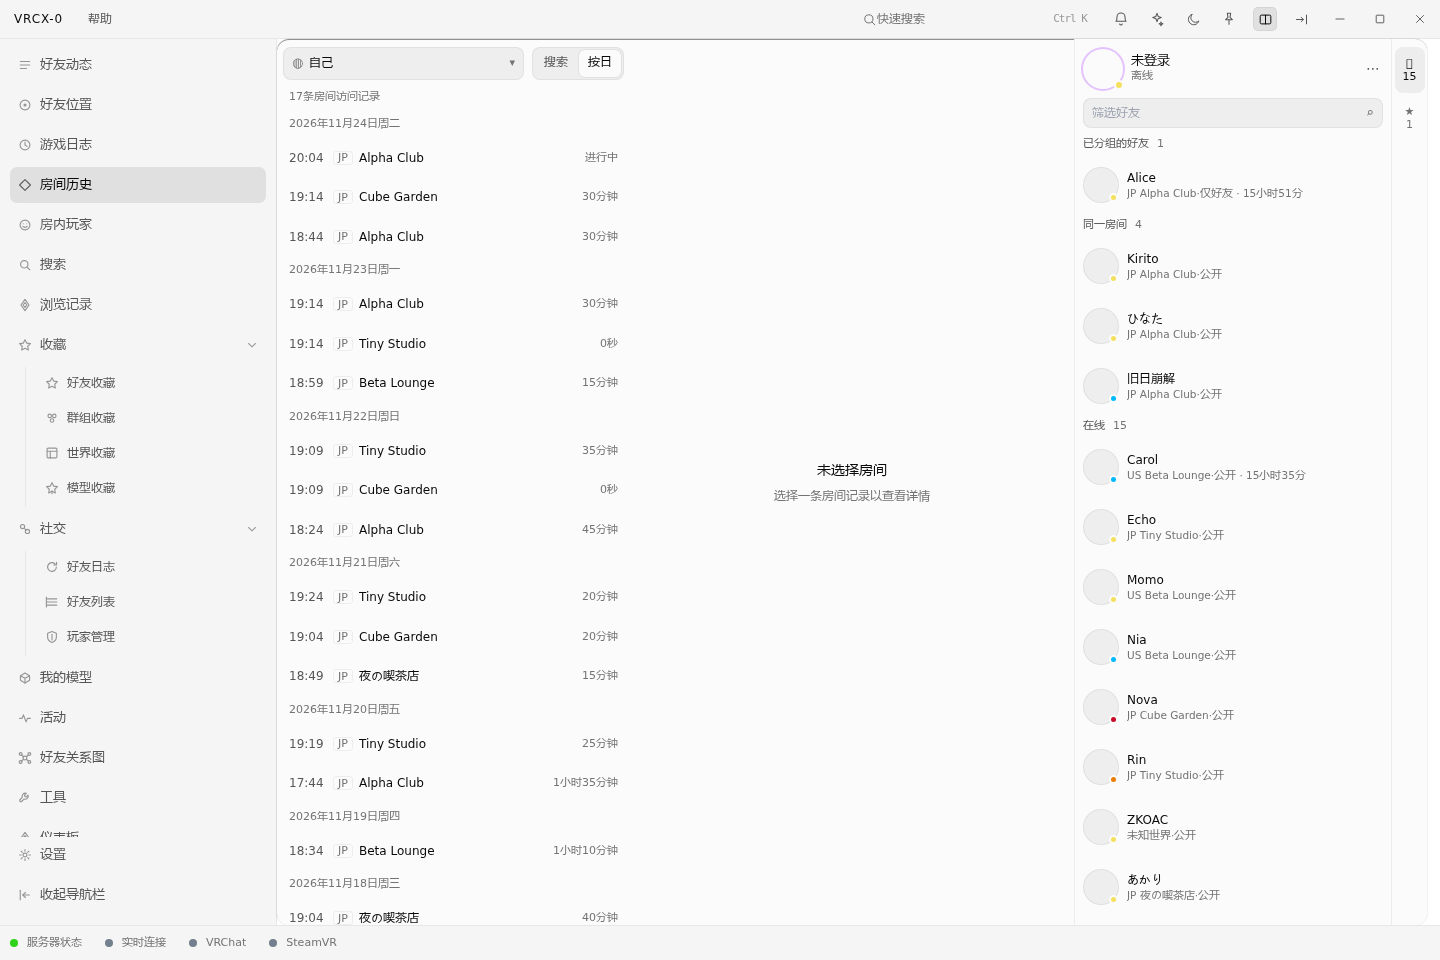 VRCX-0
帮助
快速搜索
Ctrl K
好友动态
好友位置
游戏日志
房间历史
房内玩家
搜索
浏览记录
收藏
好友收藏
群组收藏
世界收藏
模型收藏
社交
好友日志
好友列表
玩家管理
我的模型
活动
好友关系图
工具
仪表板
设置
收起导航栏
自己
搜索
按日
17条房间访问记录
2026年11月24日周二
20:04 JP Alpha Club 进行中
19:14 JP Cube Garden 30分钟
18:44 JP Alpha Club 30分钟
2026年11月23日周一
19:14 JP Alpha Club 30分钟
19:14 JP Tiny Studio 0秒
18:59 JP Beta Lounge 15分钟
2026年11月22日周日
19:09 JP Tiny Studio 35分钟
19:09 JP Cube Garden 0秒
18:24 JP Alpha Club 45分钟
2026年11月21日周六
19:24 JP Tiny Studio 20分钟
19:04 JP Cube Garden 20分钟
18:49 JP 夜の喫茶店 15分钟
2026年11月20日周五
19:19 JP Tiny Studio 25分钟
17:44 JP Alpha Club 1小时35分钟
2026年11月19日周四
18:34 JP Beta Lounge 1小时10分钟
2026年11月18日周三
19:04 JP 夜の喫茶店 40分钟
未选择房间
选择一条房间记录以查看详情
未登录
离线
筛选好友
已分组的好友 1
Alice
JP Alpha Club·仅好友 · 15小时51分
同一房间 4
Kirito
JP Alpha Club·公开
ひなた
JP Alpha Club·公开
旧日崩解
JP Alpha Club·公开
在线 15
Carol
US Beta Lounge·公开 · 15小时35分
Echo
JP Tiny Studio·公开
Momo
US Beta Lounge·公开
Nia
US Beta Lounge·公开
Nova
JP Cube Garden·公开
Rin
JP Tiny Studio·公开
ZKOAC
未知世界·公开
あかり
JP 夜の喫茶店·公开
15
★
1
服务器状态
实时连接
VRChat
SteamVR